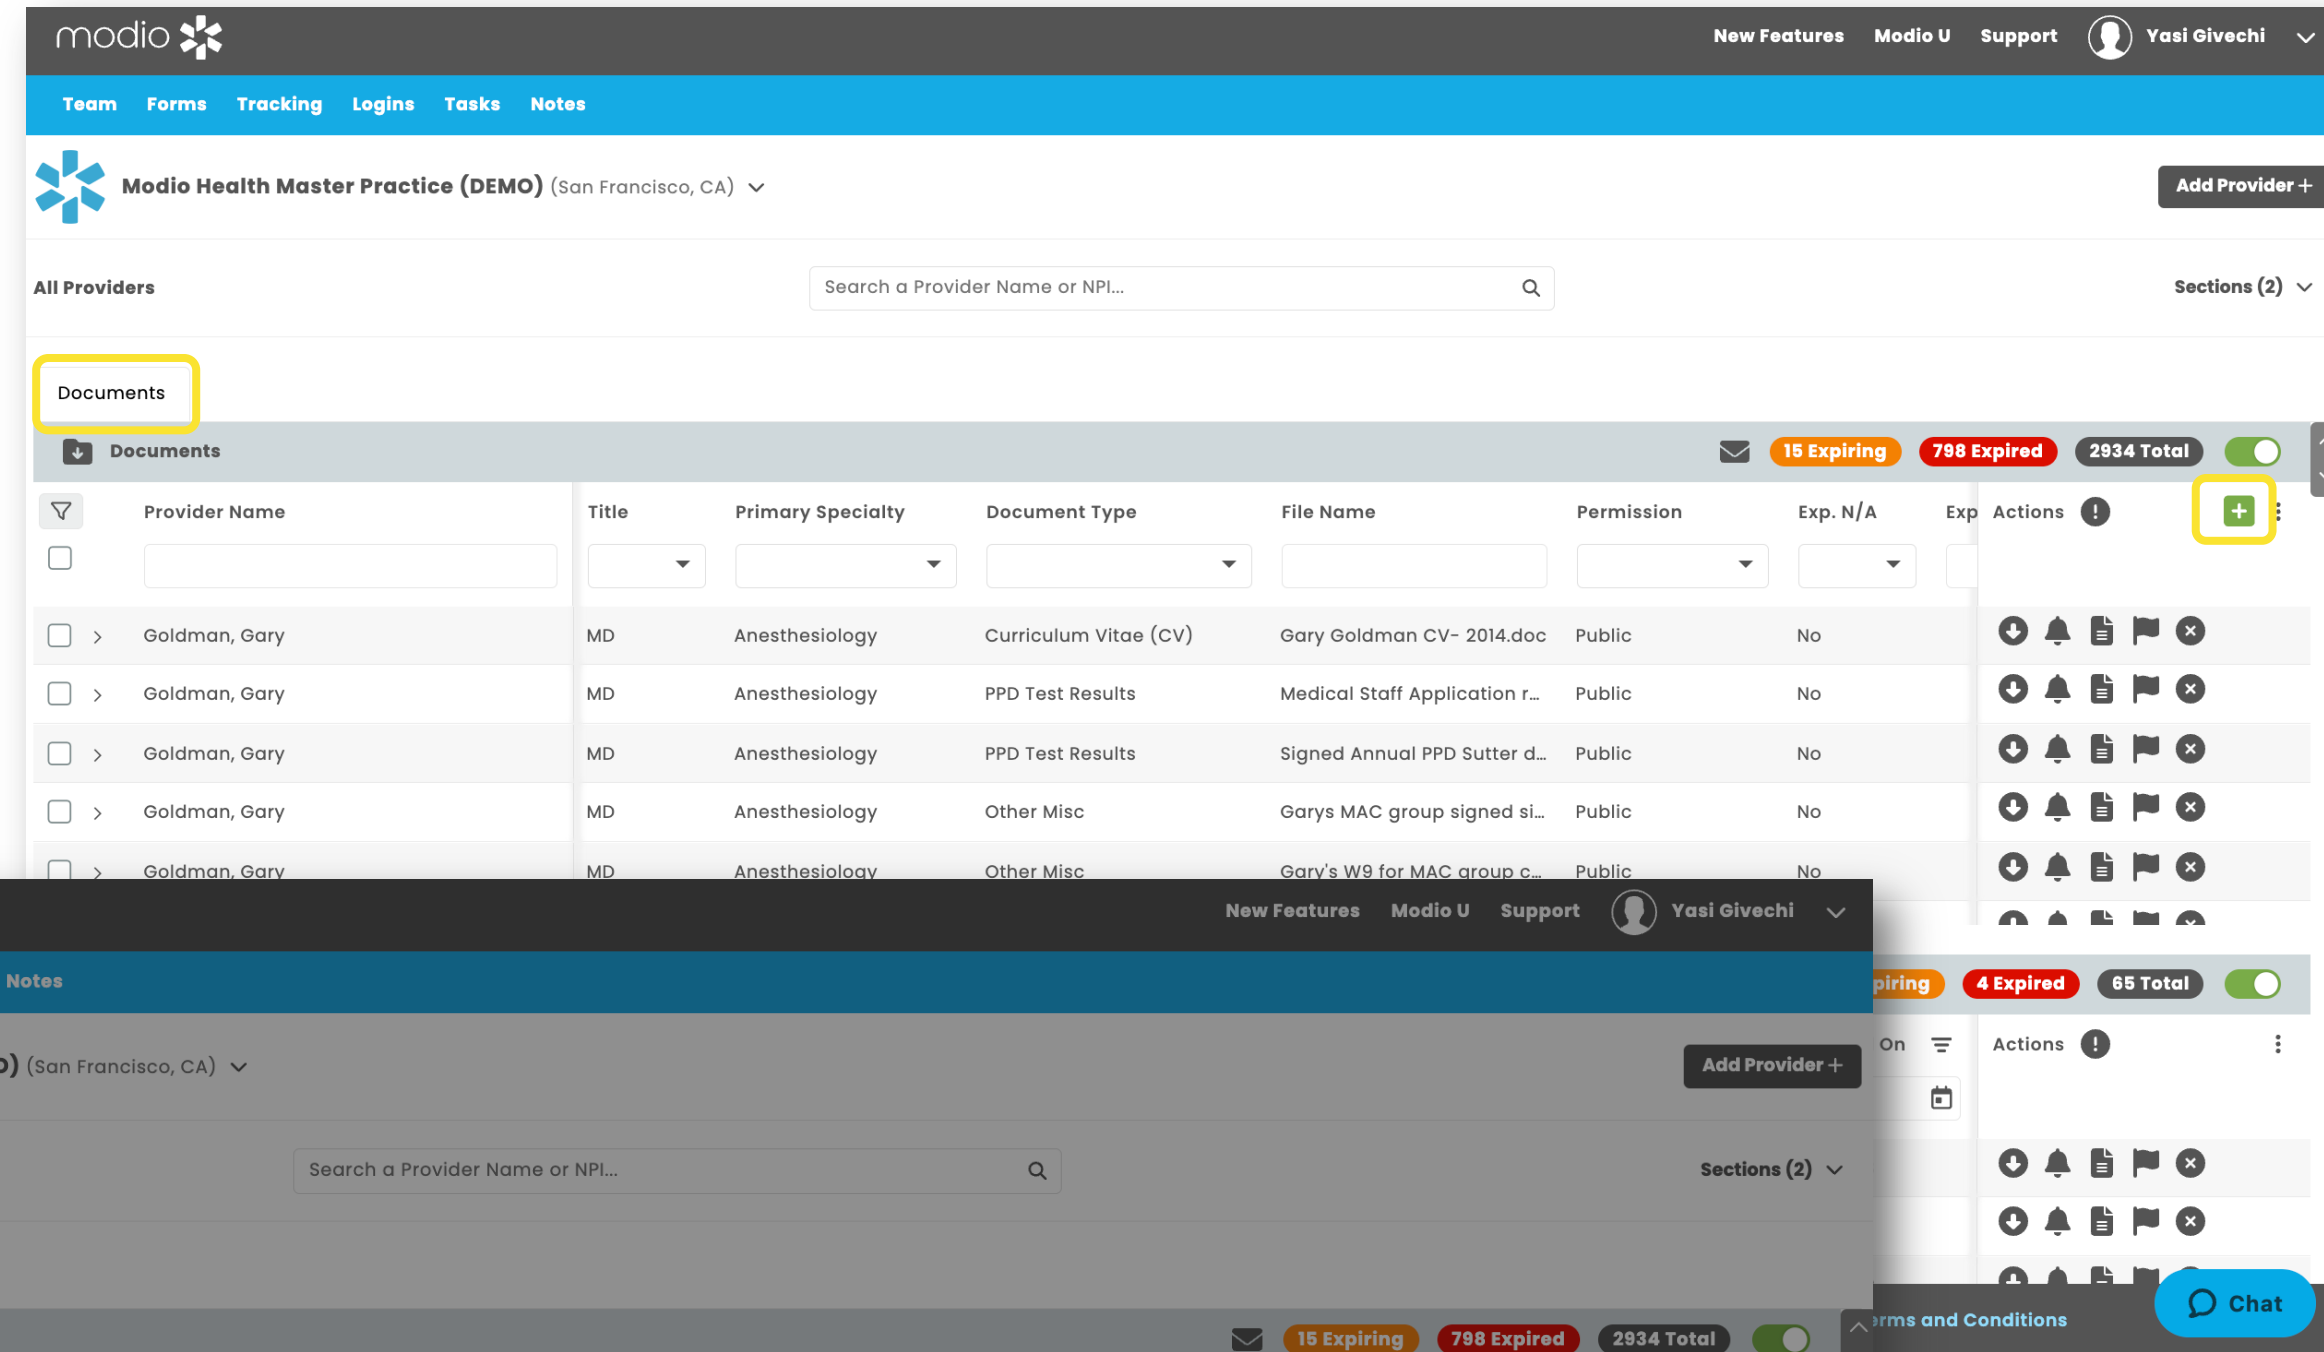 modio
New Features Modio U Support Yasi Givechi
Team Forms Tracking Logins Tasks Notes
Modio Health Master Practice (DEMO) (San Francisco, CA)
Add Provider +
All Providers
Search a Provider Name or NPI...
Sections (2)
Documents
Documents
15 Expiring 798 Expired 2934 Total
Provider Name Title Primary Specialty Document Type File Name Permission Exp. N/A Exp Actions
Goldman, Gary MD Anesthesiology Curriculum Vitae (CV) Gary Goldman CV- 2014.doc Public No
Goldman, Gary MD Anesthesiology PPD Test Results Medical Staff Application r... Public No
Goldman, Gary MD Anesthesiology PPD Test Results Signed Annual PPD Sutter d... Public No
Goldman, Gary MD Anesthesiology Other Misc Garys MAC group signed si... Public No
Goldman, Gary MD Anesthesiology Other Misc Gary's W9 for MAC group c... Public No
New Features Modio U Support Yasi Givechi
Notes
piring 4 Expired 65 Total
On Actions
O) (San Francisco, CA)
Add Provider +
Search a Provider Name or NPI...
Sections (2)
15 Expiring 798 Expired 2934 Total
erms and Conditions
Chat